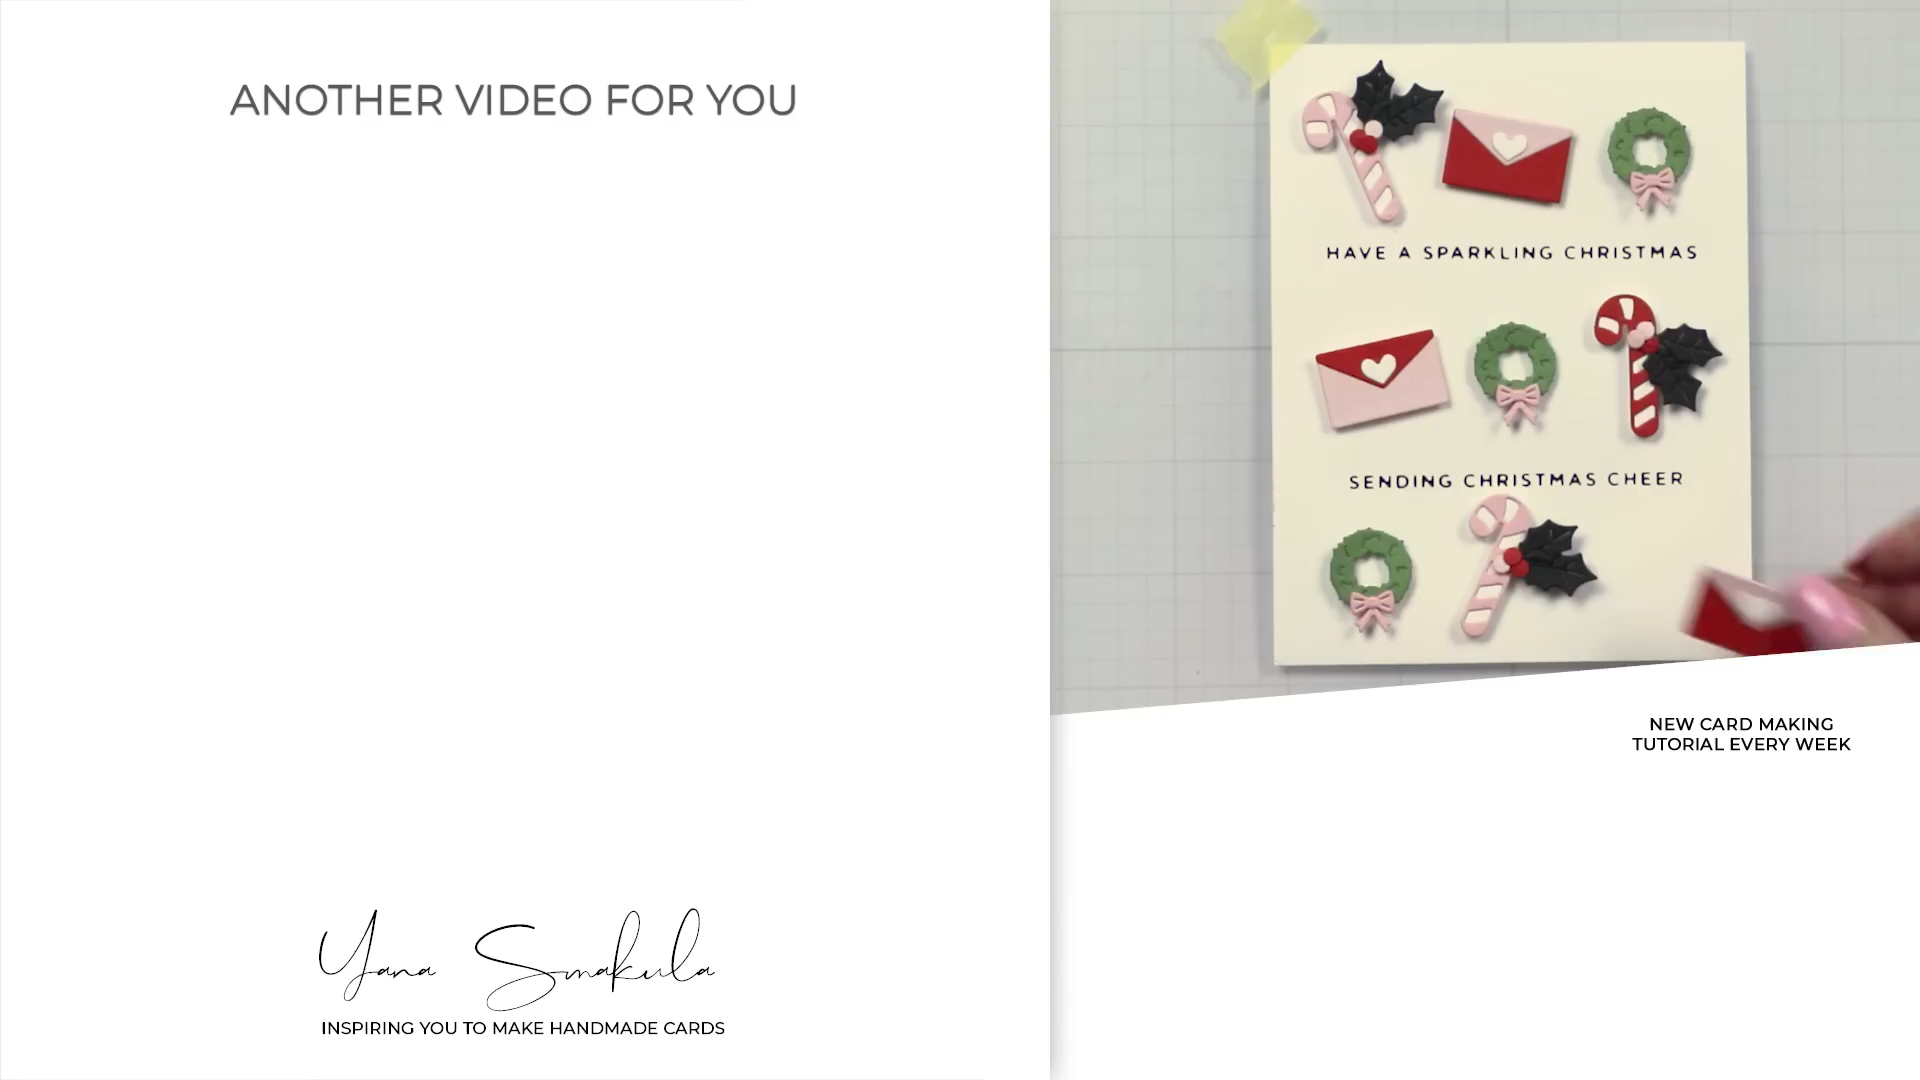 ANOTHER VIDEO FOR YOU
HAVE A SPARKLING CHRISTMAS
SENDING CHRISTMAS CHEER
NEW CARD MAKING
TUTORIAL EVERY WEEK
Yana Smakula
INSPIRING YOU TO MAKE HANDMADE CARDS